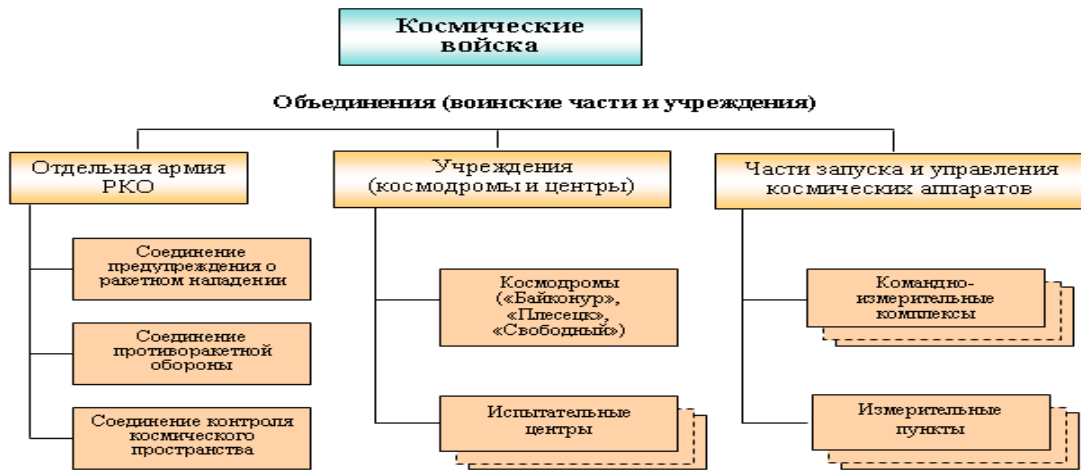 Космические
войска
Объединения (воинские части и учреждения)
Отдельная армия
РКО
Учреждения
(космодромы и центры)
Части запуска и управления
космических аппаратов
Соединение
предупреждения о
ракетном нападении
Соединение
противоракетной
обороны
Соединение контроля
космического
пространства
Космодромы
(«Байконур»,
«Плесецк»,
«Свободный»)
Испытательные
центры
Командно-
измерительные
комплексы
Измерительные
пункты